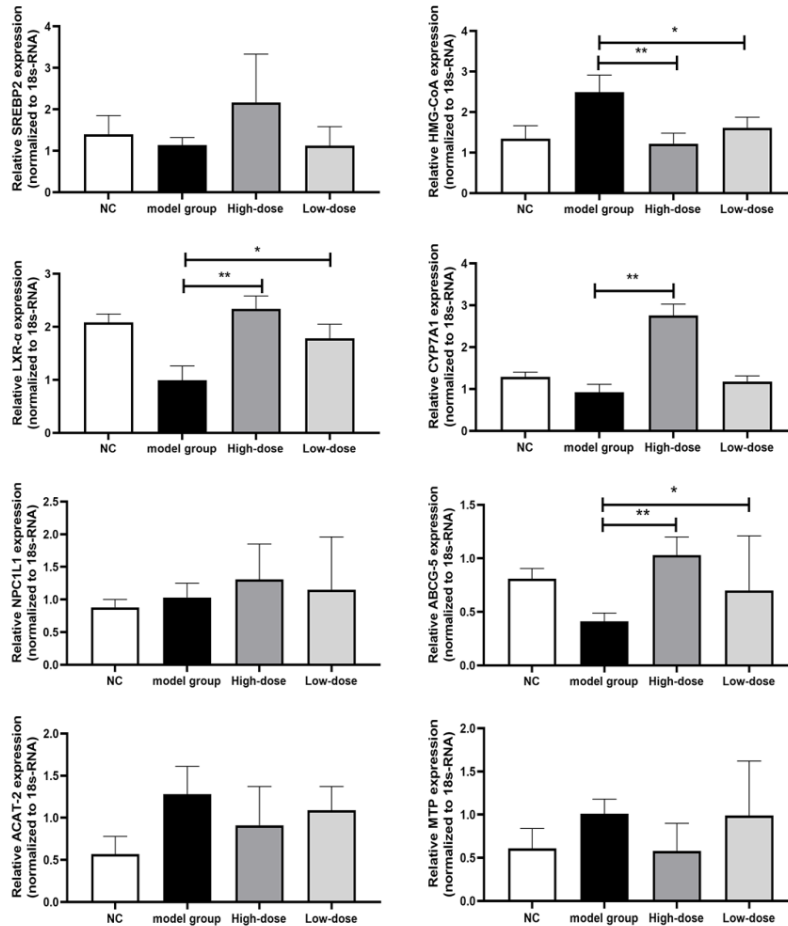 Relative SREBP2 expression
(normalized to 18s-RNA)
4
3
2
1
0
NC model group High-dose Low-dose
Relative HMG-CoA expression
(normalized to 18s-RNA)
4
3
2
1
0
*
**
NC model group High-dose Low-dose
Relative LXR-α expression
(normalized to 18s-RNA)
3
2
1
0
*
**
NC model group High-dose Low-dose
Relative CYP7A1 expression
(normalized to 18s-RNA)
4
3
2
1
0
**
NC model group High-dose Low-dose
Relative NPC1L1 expression
(normalized to 18s-RNA)
2.5
2.0
1.5
1.0
0.5
0.0
NC model group High-dose Low-dose
Relative ABCG-5 expression
(normalized to 18s-RNA)
1.5
1.0
0.5
0.0
*
**
NC model group High-dose Low-dose
Relative ACAT-2 expression
(normalized to 18s-RNA)
2.0
1.5
1.0
0.5
0.0
NC model group High-dose Low-dose
Relative MTP expression
(normalized to 18s-RNA)
2.0
1.5
1.0
0.5
0.0
NC model group High-dose Low-dose